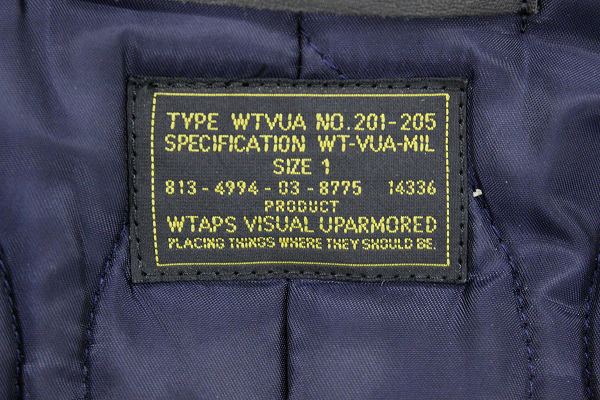 TYPE WTVUA NO.201-205
SPECIFICATION WT-VUA-MIL
SIZE 1
813-4994-03-8775 14336
PRODUCT
WTAPS VISUAL UPARMORED
PLACING THINGS WHERE THEY SHOULD BE.